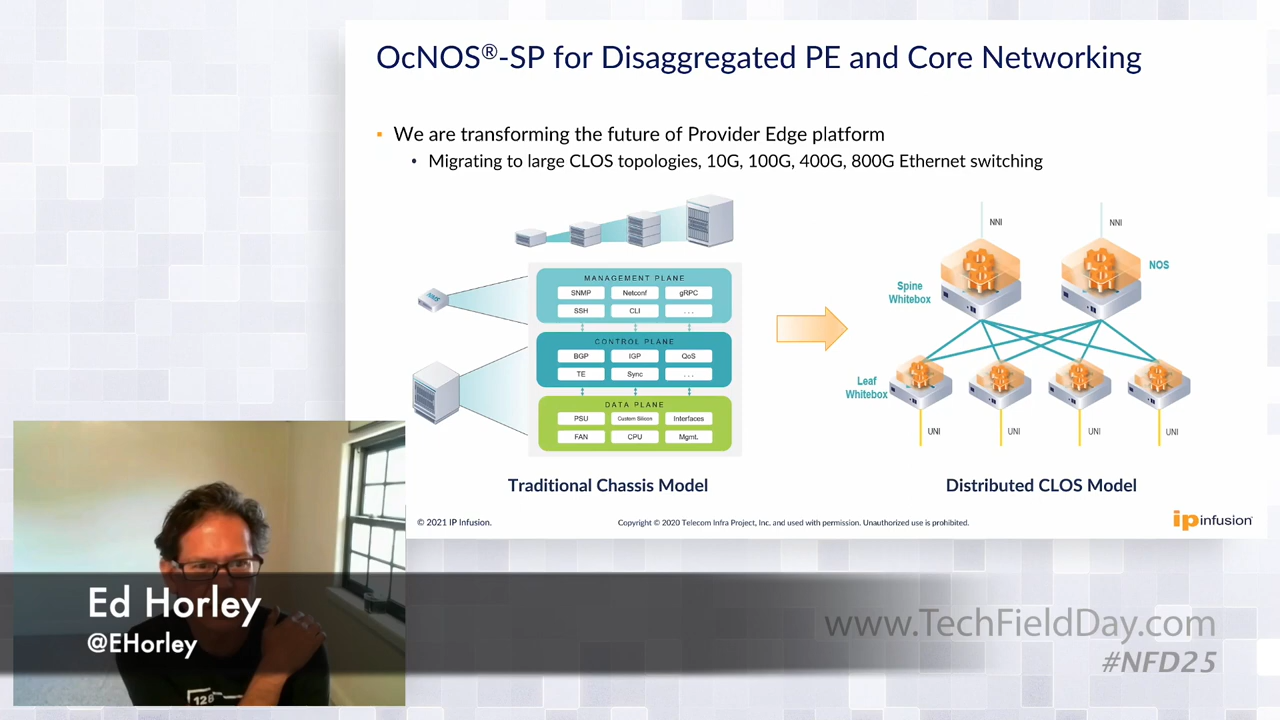 OcNOS®-SP for Disaggregated PE and Core Networking
We are transforming the future of Provider Edge platform
Migrating to large CLOS topologies, 10G, 100G, 400G, 800G Ethernet switching
MANAGEMENT PLANE
SNMP Netconf gRPC
SSH CLI ...
CONTROL PLANE
BGP IGP QoS
TE Sync ...
DATA PLANE
PSU Custom Silicon Interfaces
FAN CPU Mgmt.
Traditional Chassis Model
NNI NNI
NOS
Spine
Whitebox
Leaf
Whitebox
UNI UNI UNI UNI
Distributed CLOS Model
© 2021 IP Infusion.
Copyright © 2020 Telecom Infra Project, Inc. and used with permission. Unauthorized use is prohibited.
ipinfusion
Ed Horley
@EHorley
128
www.TechFieldDay.com
#NFD25